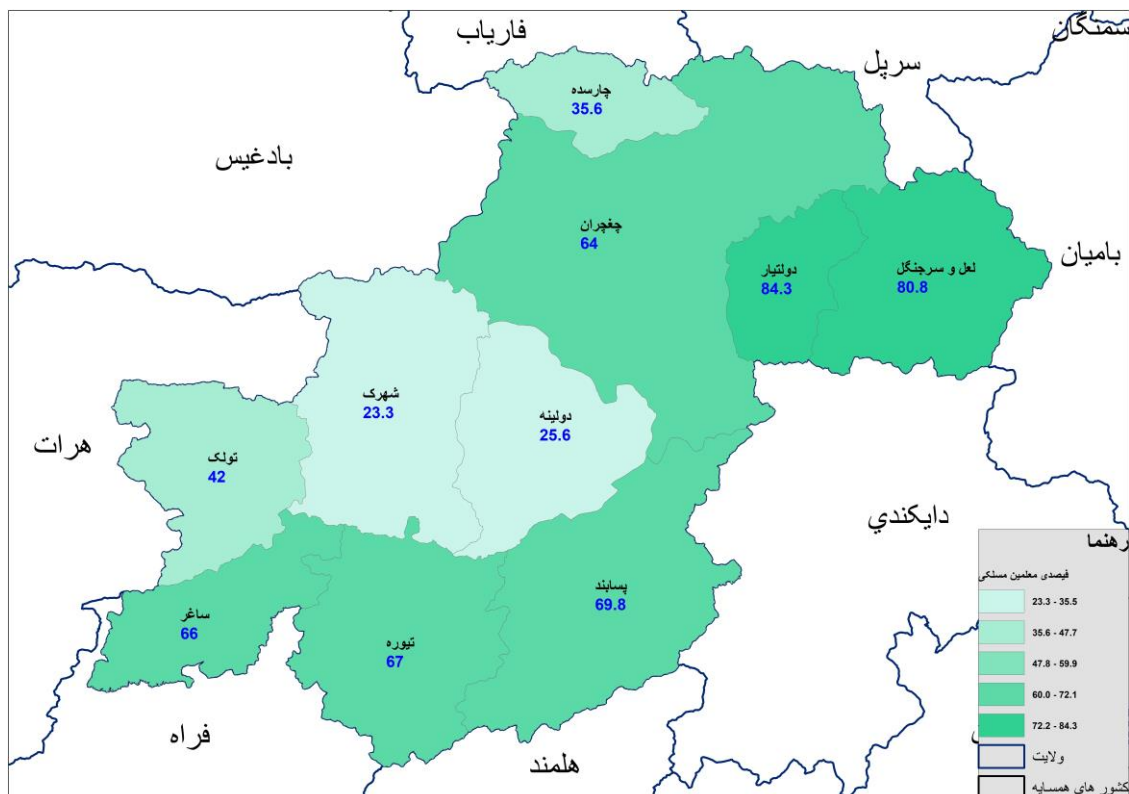 فاریاب
سمنگان
سرپل
چارسده
35.6
بادغیس
چغچران
64
دولتیار
84.3
لعل و سرجنگل
80.8
بامیان
شهرک
23.3
دولینه
25.6
هرات
تولک
42
دایکندي
پسابند
69.8
ساغر
66
تیوره
67
فراه
هلمند
رهنما
فیصدی معلمین مسلکی
23.3 - 35.5
35.6 - 47.7
47.8 - 59.9
60.0 - 72.1
72.2 - 84.3
ولایت
کشور های همسایه